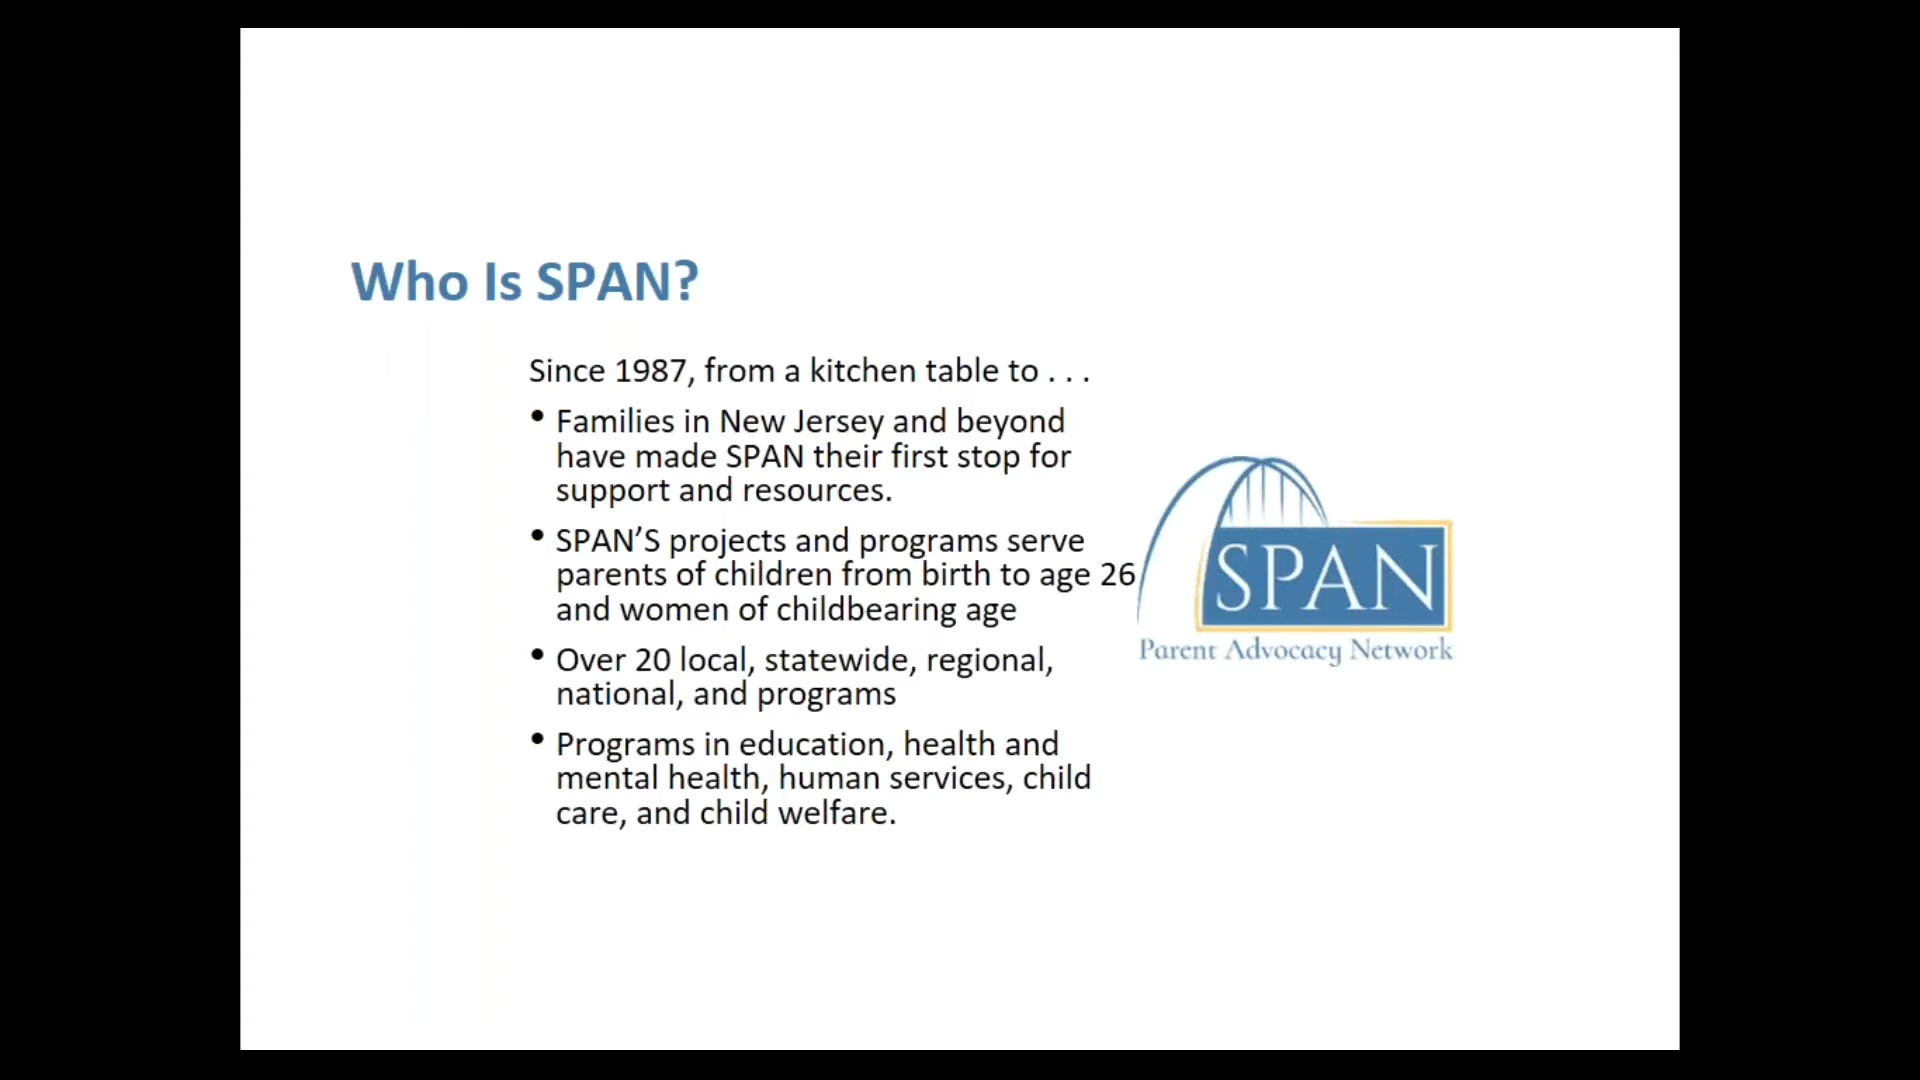 Who Is SPAN?
Since 1987, from a kitchen table to . . .
• Families in New Jersey and beyond
have made SPAN their first stop for
support and resources.
• SPAN’S projects and programs serve
parents of children from birth to age 26
and women of childbearing age
• Over 20 local, statewide, regional,
national, and programs
• Programs in education, health and
mental health, human services, child
care, and child welfare.
SPAN
Parent Advocacy Network